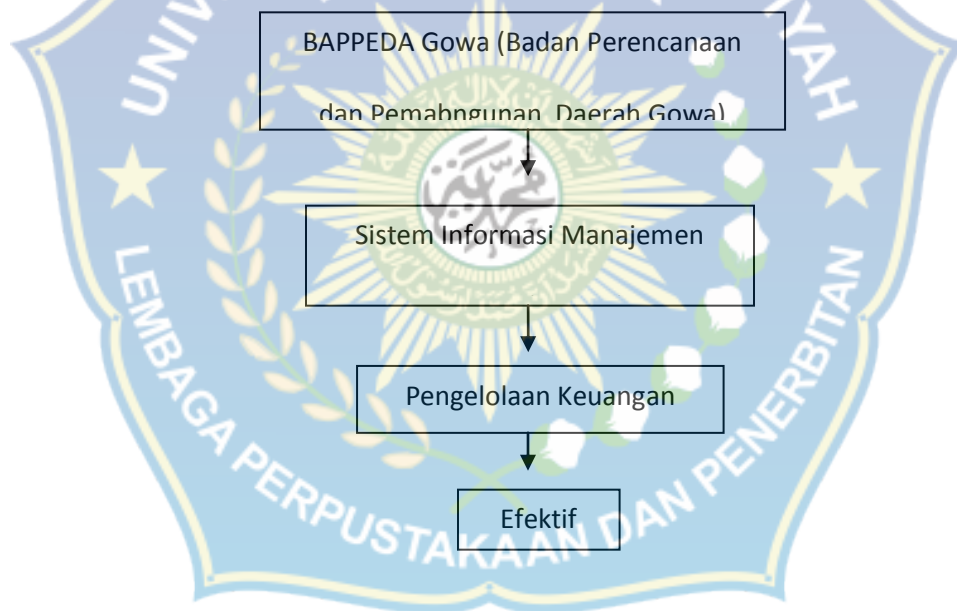 BAPPEDA Gowa (Badan Perencanaan
dan Pemabngunan Daerah Gowa)
Sistem Informasi Manajemen
Pengelolaan Keuangan
Efektif
LEMBAGA PERPUSTAKAAN DAN PENERBITAN